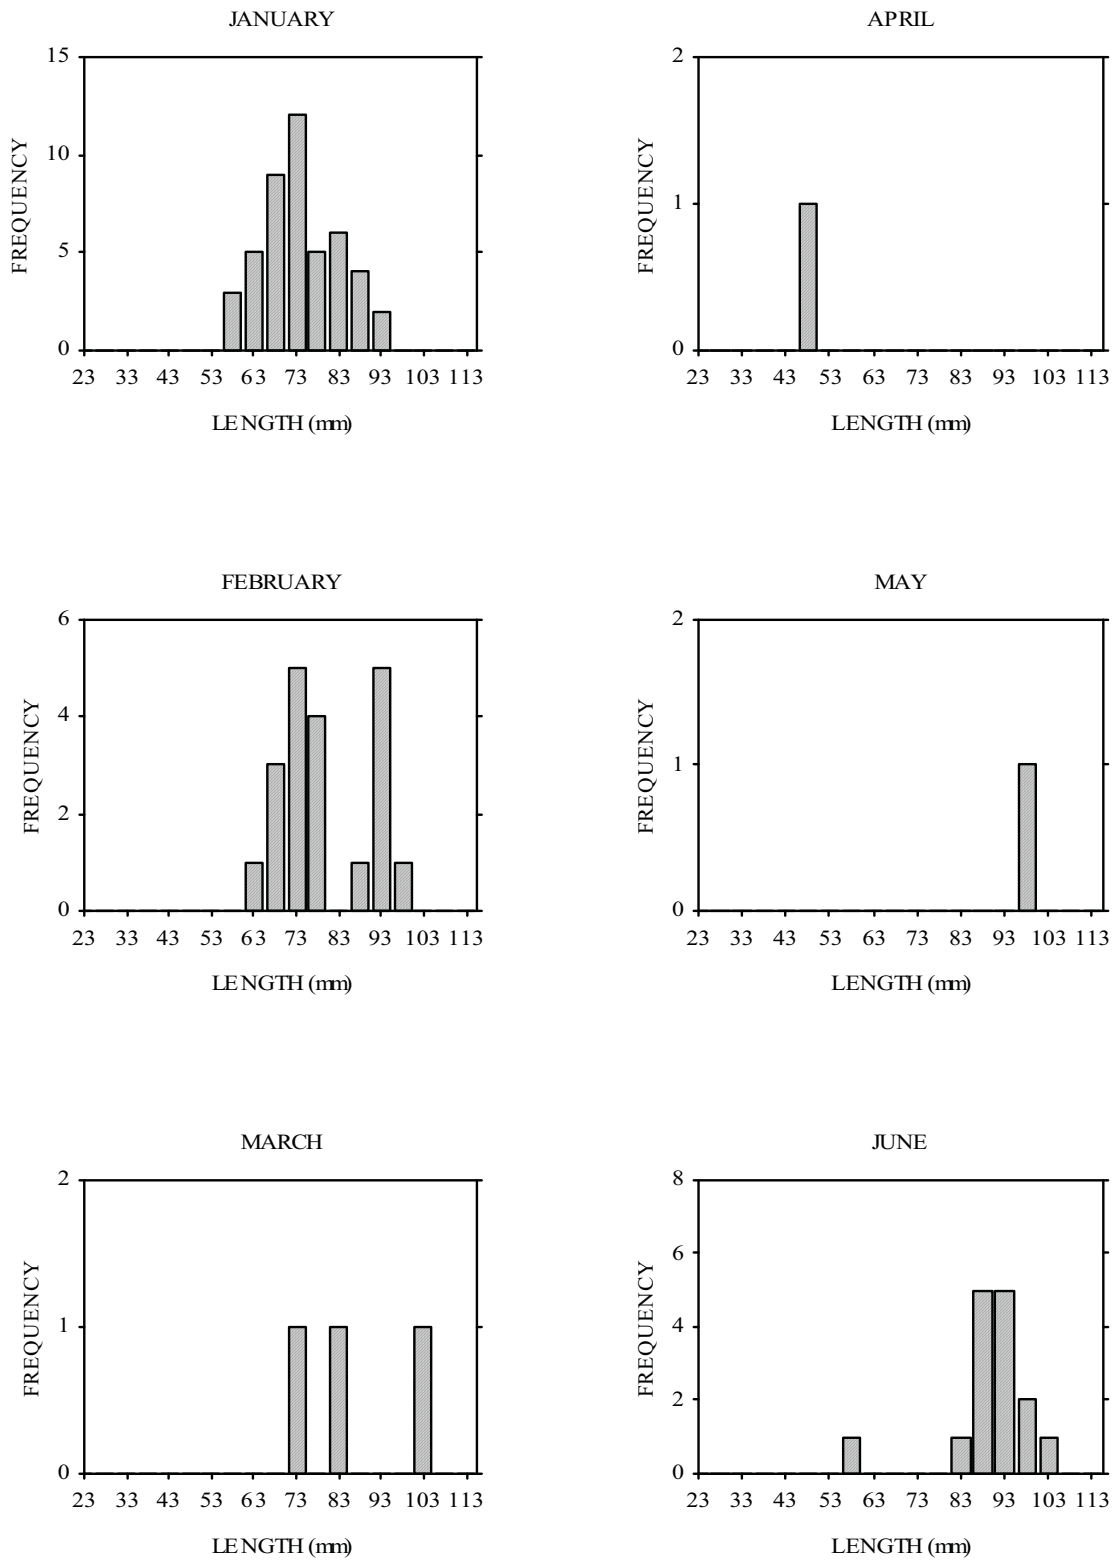 JANUARY
15
10
5
0
FREQUENCY
23 33 43 53 63 73 83 93 103 113
LENGTH (mm)
APRIL
2
1
0
FREQUENCY
23 33 43 53 63 73 83 93 103 113
LENGTH (mm)
FEBRUARY
6
4
2
0
FREQUENCY
23 33 43 53 63 73 83 93 103 113
LENGTH (mm)
MAY
2
1
0
FREQUENCY
23 33 43 53 63 73 83 93 103 113
LENGTH (mm)
MARCH
2
1
0
FREQUENCY
23 33 43 53 63 73 83 93 103 113
LENGTH (mm)
JUNE
8
6
4
2
0
FREQUENCY
23 33 43 53 63 73 83 93 103 113
LENGTH (mm)